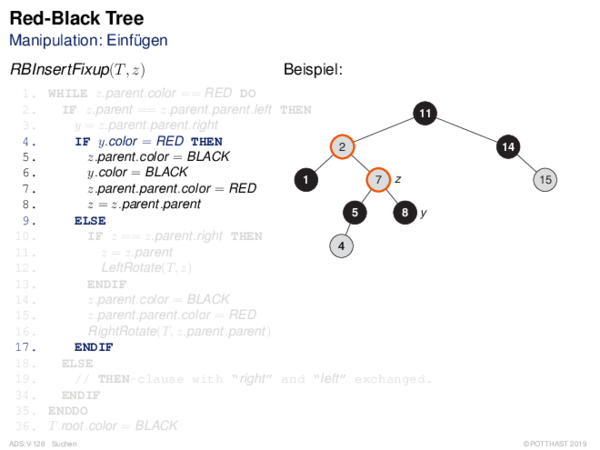 Red-Black Tree
Manipulation: Einfügen
RBInsertFixup(T, z)
Beispiel:
1. WHILE z.parent.color == RED DO
2. IF z.parent == z.parent.parent.left THEN
3. y = z.parent.parent.right
4. IF y.color = RED THEN
5. z.parent.color = BLACK
6. y.color = BLACK
7. z.parent.parent.color = RED
8. z = z.parent.parent
9. ELSE
10. IF z == z.parent.right THEN
11. z = z.parent
12. LeftRotate(T, z)
13. ENDIF
14. z.parent.color = BLACK
15. z.parent.parent.color = RED
16. RightRotate(T, z.parent.parent)
17. ENDIF
18. ELSE
19. // THEN-clause with "right" and "left" exchanged.
34. ENDIF
35. ENDDO
36. T.root.color = BLACK
11
2
14
1
7 z
15
5
8 y
4
ADS:V-128 Suchen
© POTTHAST 2019